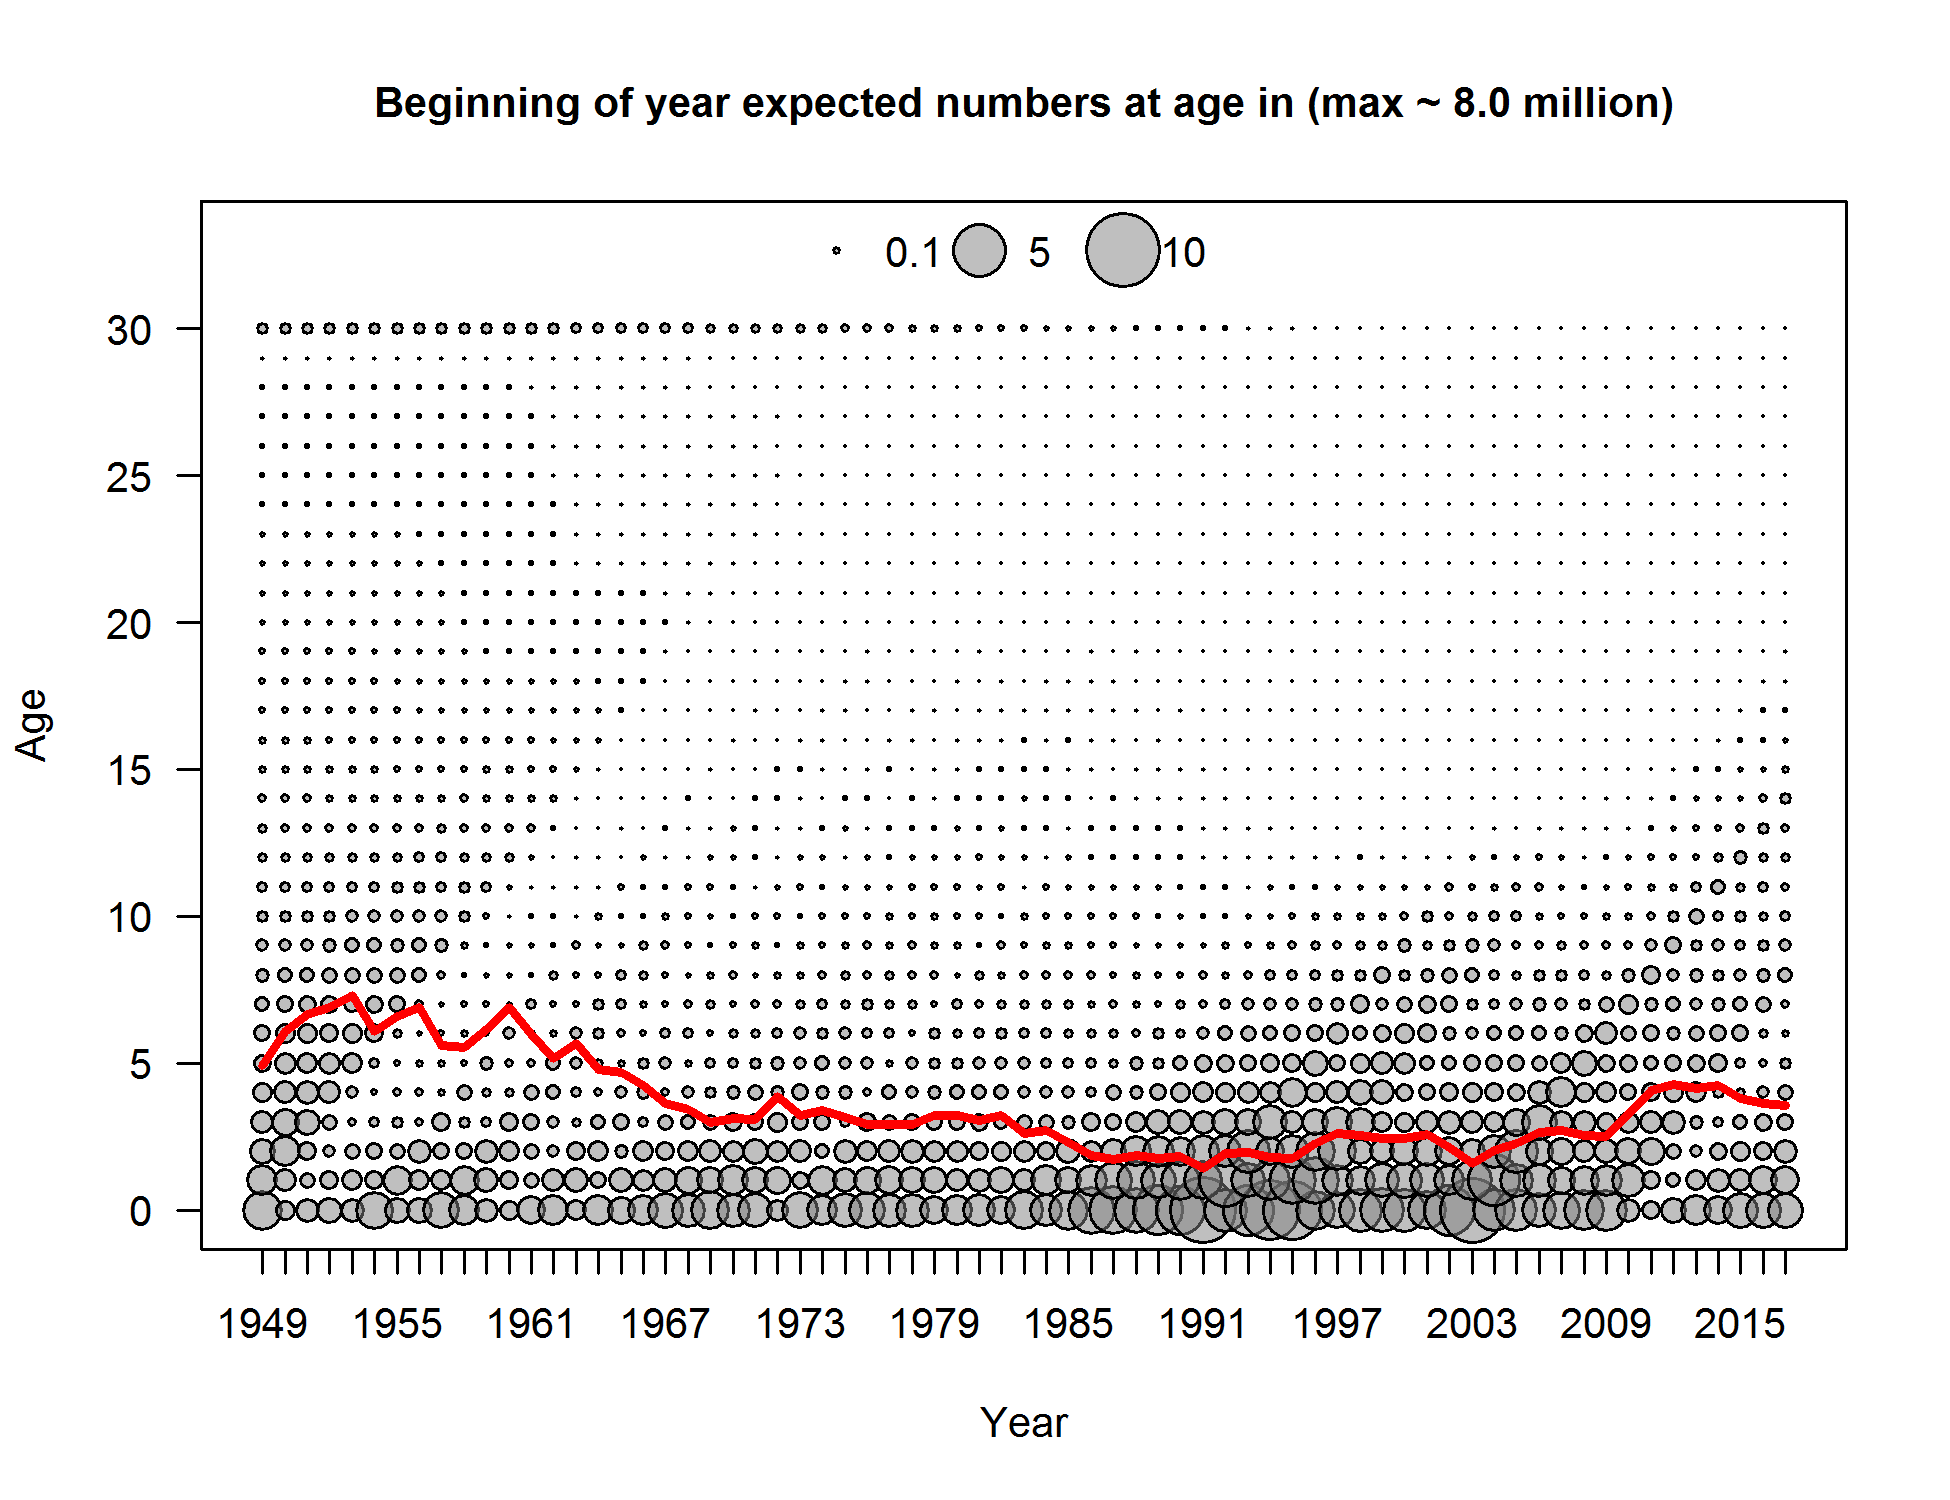 Beginning of year expected numbers at age in (max ~ 8.0 million)
0.1 5 10
30
25
20
15
10
5
0
Age
1949 1955 1961 1967 1973 1979 1985 1991 1997 2003 2009 2015
Year